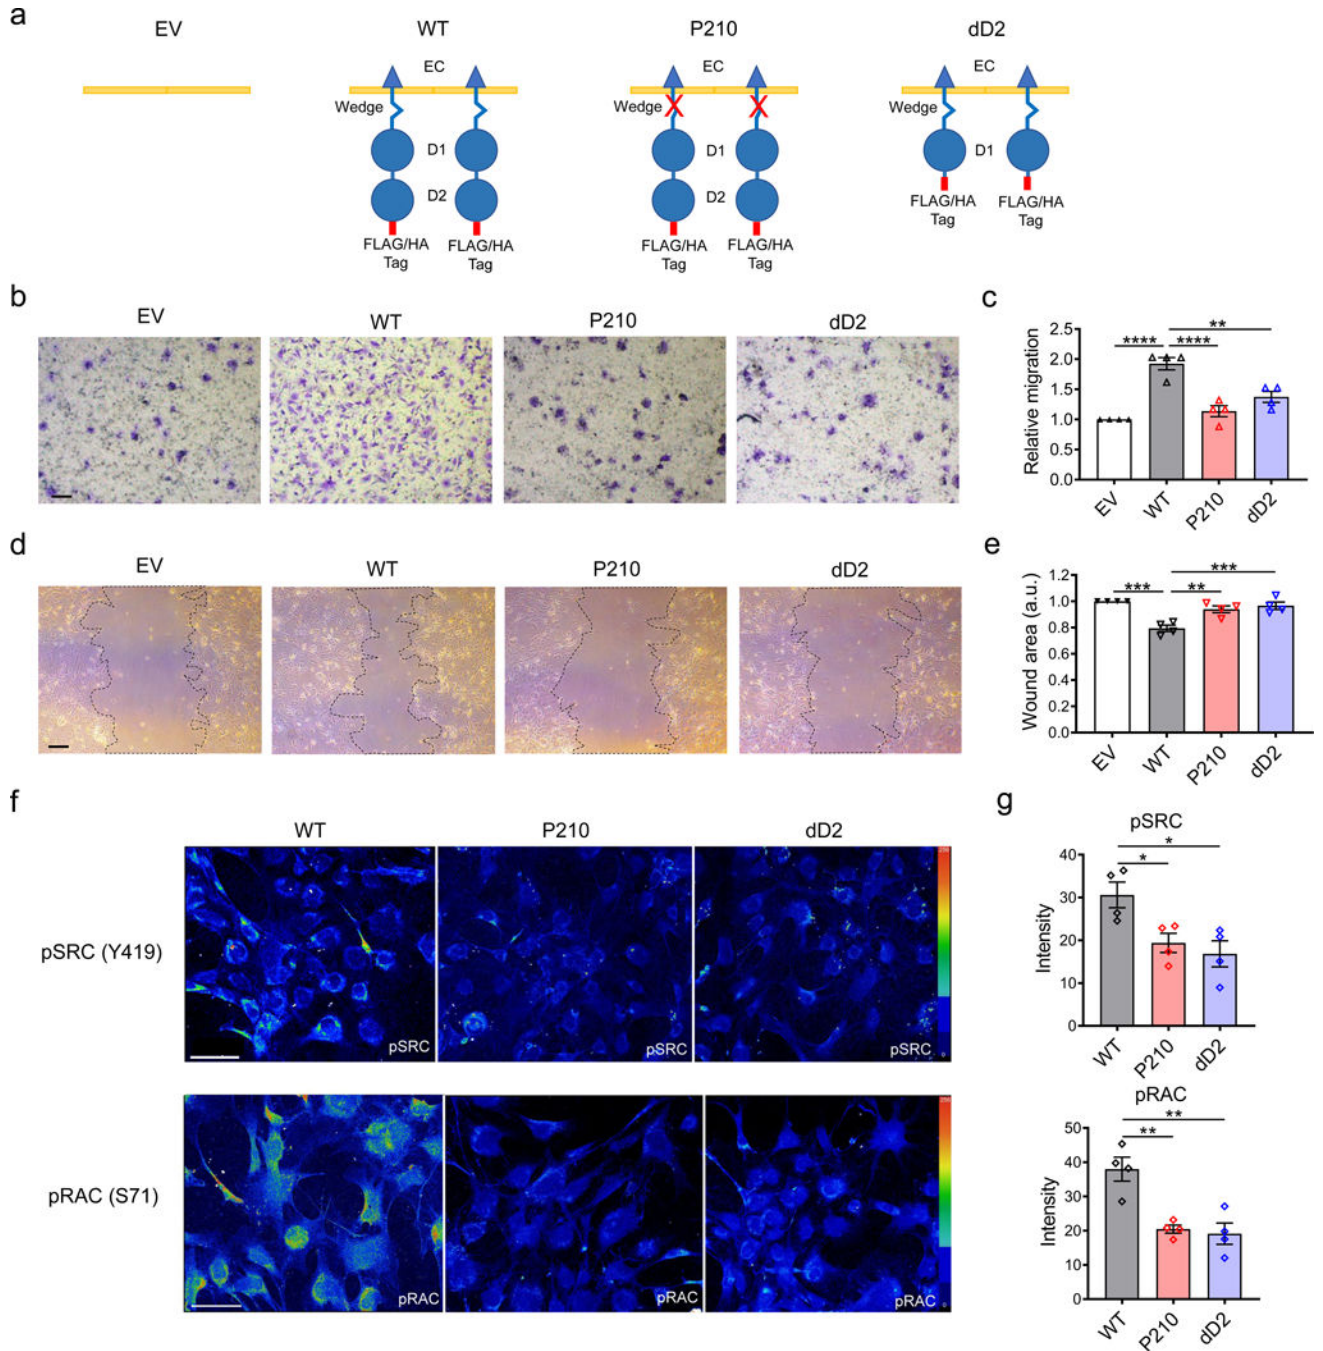 a
EV WT P210 dD2
EC EC EC
Wedge Wedge Wedge
D1 D1 D1
D2 D2
FLAG/HA FLAG/HA FLAG/HA FLAG/HA FLAG/HA FLAG/HA
Tag Tag Tag Tag Tag Tag
b
EV WT P210 dD2
c
Relative migration
2.5
2.0
1.5
1.0
0.5
0.0
**
**** ****
EV WT P210 dD2
d
EV WT P210 dD2
e
Wound area (a.u.)
1.2
1.0
0.8
0.6
0.4
0.2
0.0
***
*** **
EV WT P210 dD2
f
WT P210 dD2
pSRC (Y419)
pSRC pSRC pSRC
0
pRAC (S71)
pRAC pRAC pRAC
0
g
pSRC
Intensity
40
30
20
10
0
*
*
WT P210 dD2
pRAC
Intensity
50
40
30
20
10
0
**
**
WT P210 dD2